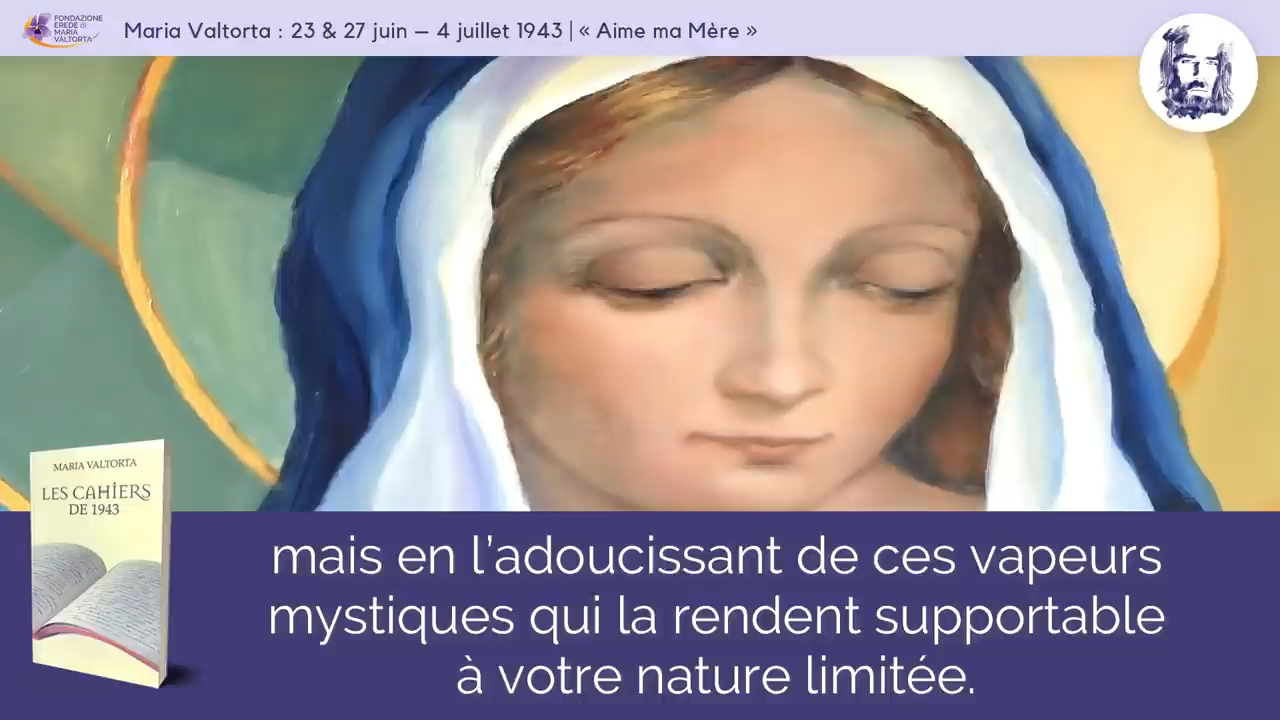 FONDAZIONE
EREDE di
MARIA
VALTORTA
Maria Valtorta : 23 & 27 juin – 4 juillet 1943 | « Aime ma Mère »
MARIA VALTORTA
LES CAHIERS
DE 1943
mais en l’adoucissant de ces vapeurs
mystiques qui la rendent supportable
à votre nature limitée.